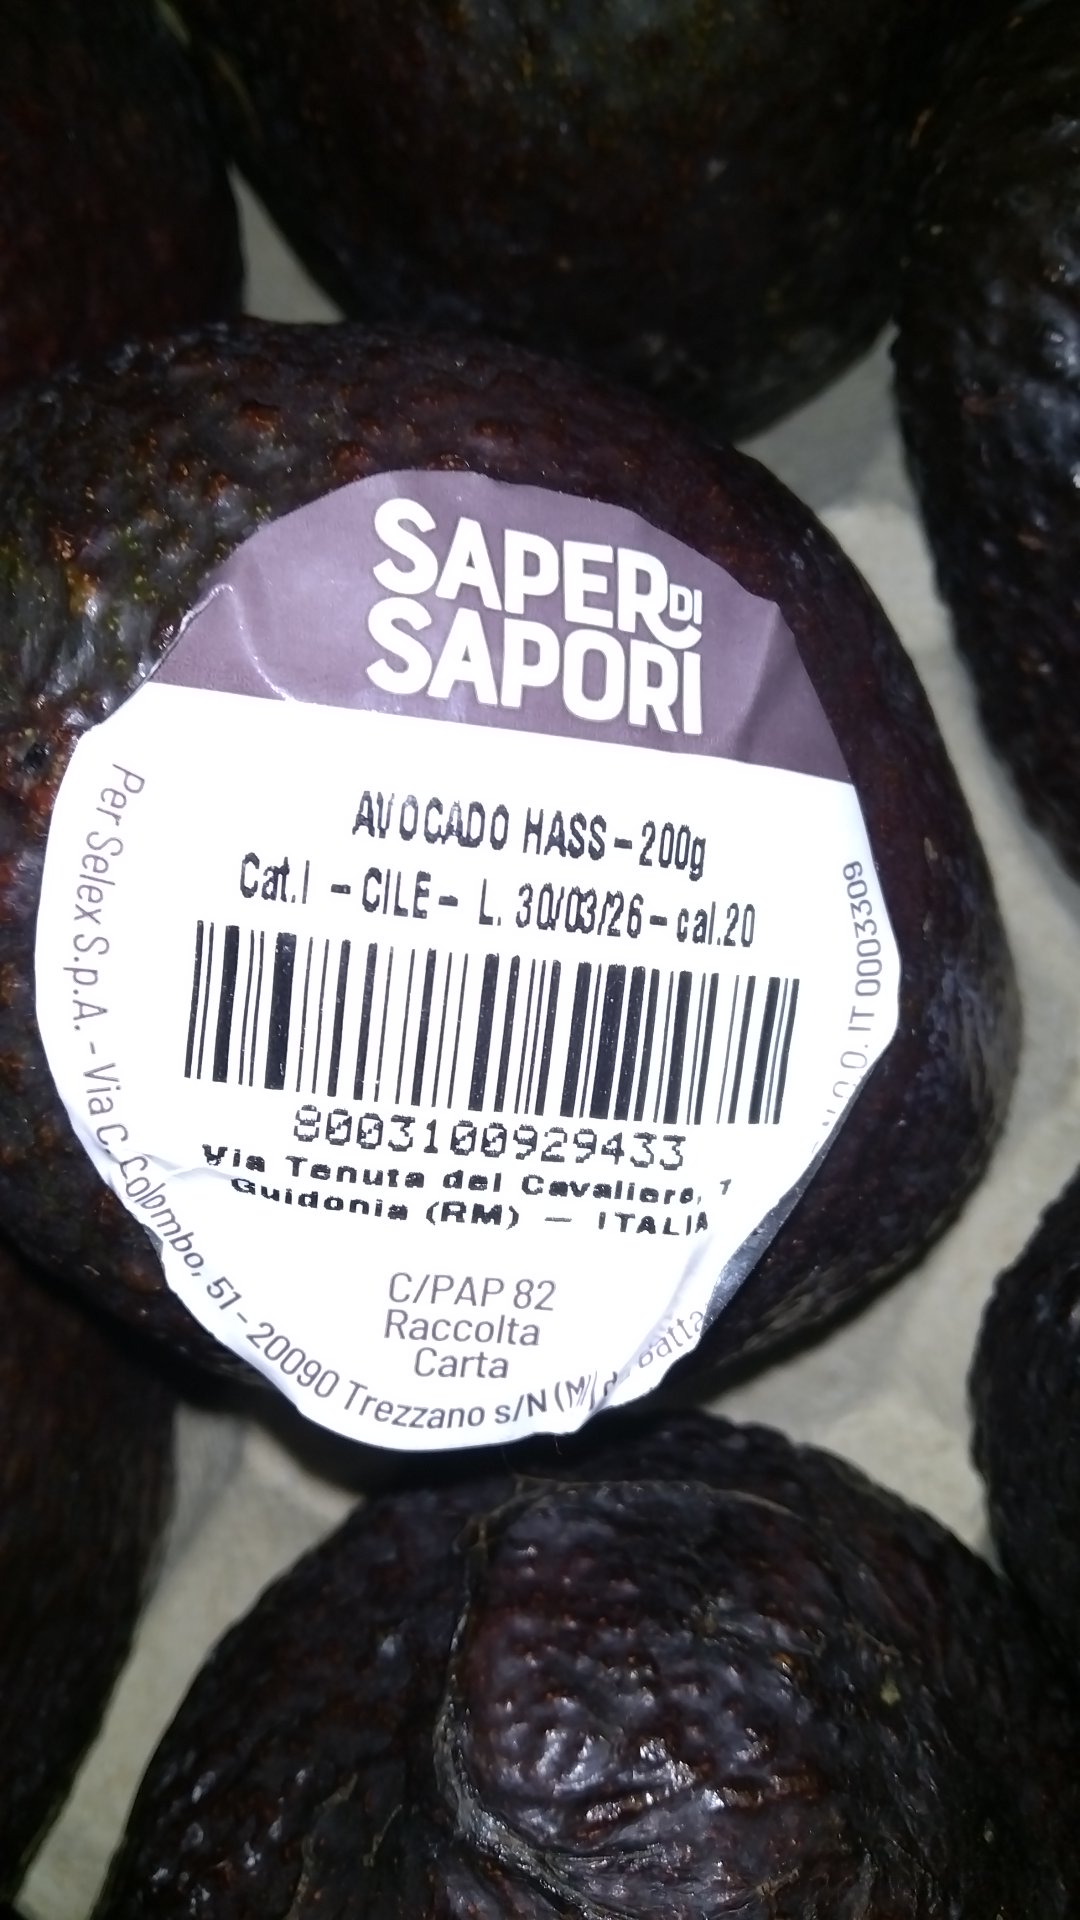 SAPER DI
SAPORI
AVOCADO HASS - 200g
Cat.I - CILE - L. 30/03/26 - cal.20
8003100929433
Via Tenuta del Cavaliere, 1
Guidonia (RM) - ITALIA
C/PAP 82
Raccolta
Carta
Per Selex S.p.A. - Via C. Colombo, 51 - 20090 Trezzano s/N (MI)
IT 0003309